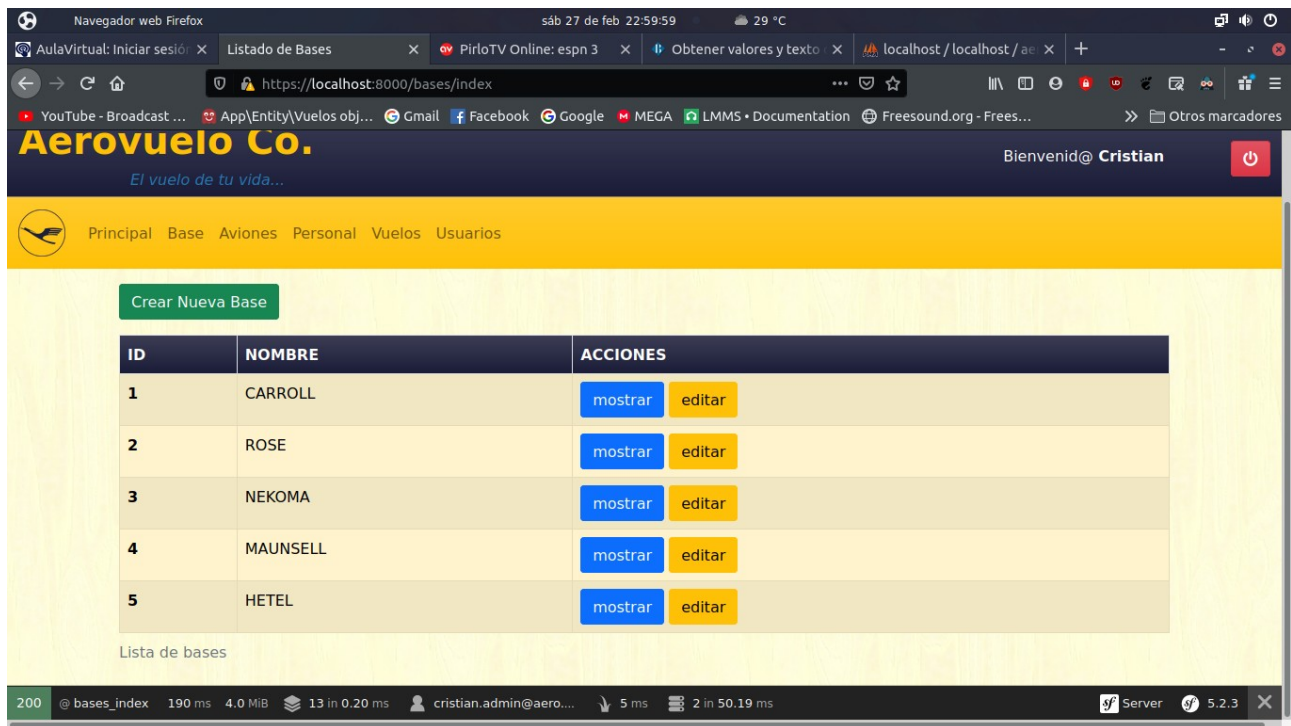 Navegador web Firefox sáb 27 de feb 22:59:59 29 °C
AulaVirtual: Iniciar sesión Listado de Bases PirloTV Online: espn 3 Obtener valores y texto localhost / localhost / ae
https://localhost:8000/bases/index
YouTube - Broadcast ... App\Entity\Vuelos obj... Gmail Facebook Google MEGA LMMS • Documentation Freesound.org - Frees... Otros marcadores
Aerovuelo Co.
Bienvenid@ Cristian
El vuelo de tu vida...
Principal Base Aviones Personal Vuelos Usuarios
Crear Nueva Base
ID NOMBRE ACCIONES
1 CARROLL mostrar editar
2 ROSE mostrar editar
3 NEKOMA mostrar editar
4 MAUNSELL mostrar editar
5 HETEL mostrar editar
Lista de bases
200 @ bases_index 190 ms 4.0 MiB 13 in 0.20 ms cristian.admin@aero.... 5 ms 2 in 50.19 ms Server 5.2.3